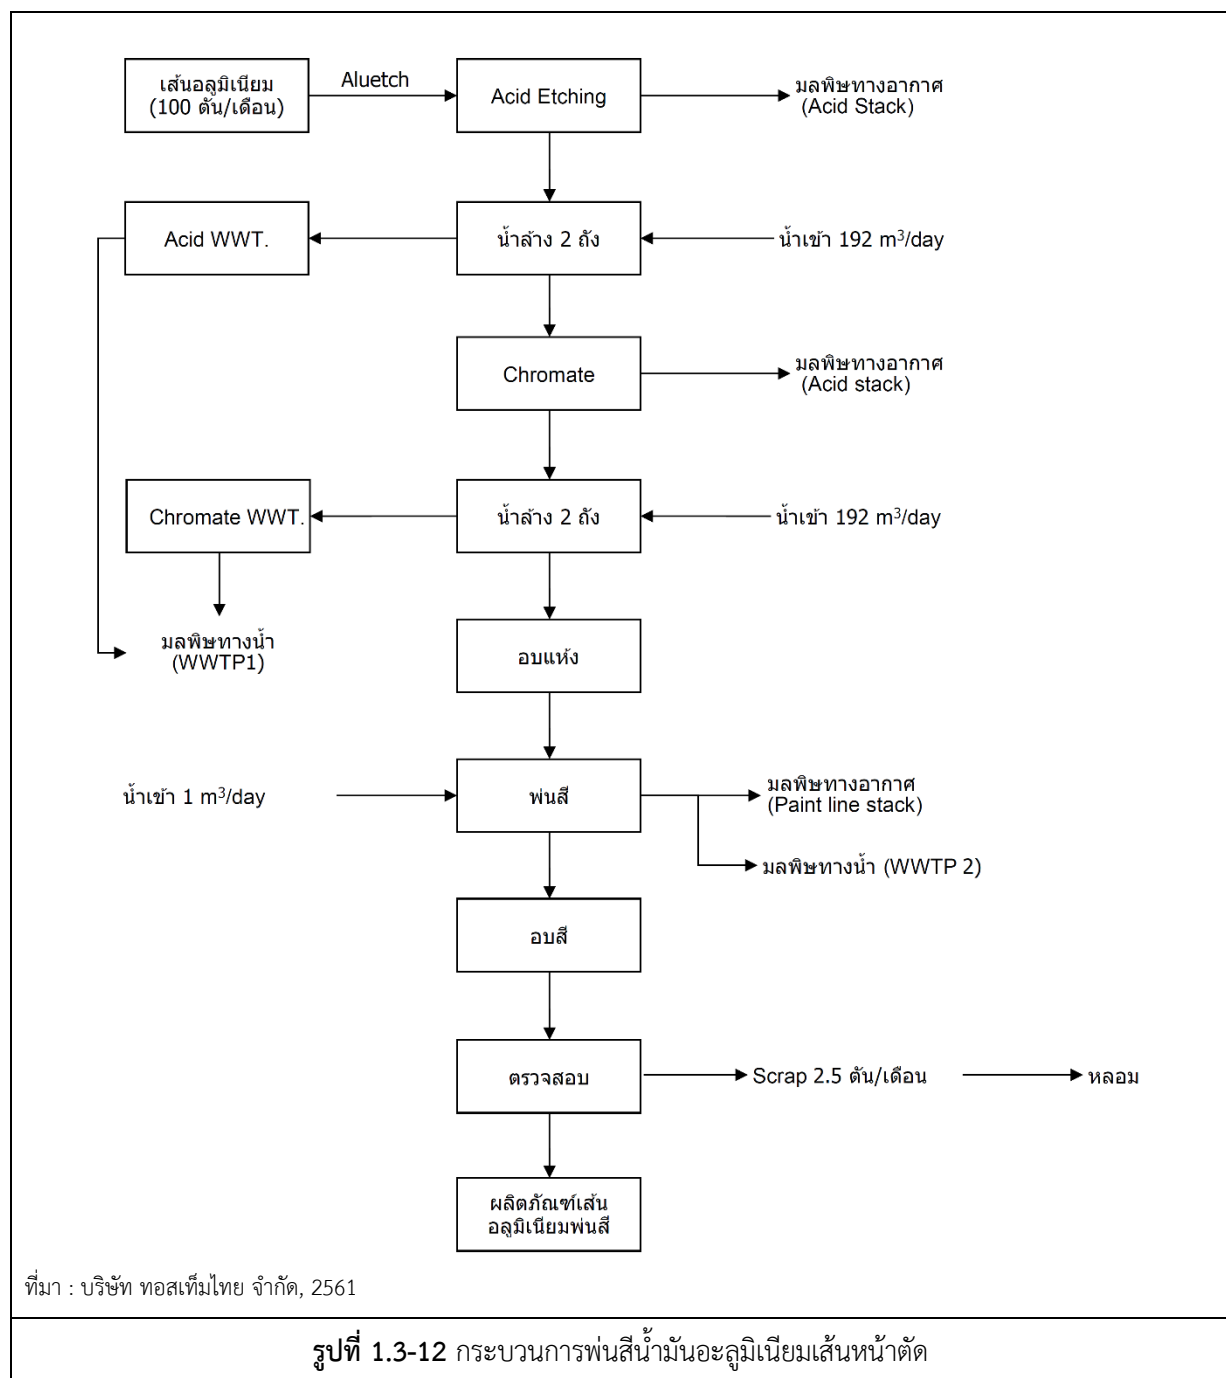 เส้นอลูมิเนียม
(100 ตัน/เดือน)
Aluetch
Acid Etching
มลพิษทางอากาศ
(Acid Stack)
Acid WWT.
น้ำล้าง 2 ถัง
น้ำเข้า 192 m³/day
Chromate
มลพิษทางอากาศ
(Acid stack)
Chromate WWT.
น้ำล้าง 2 ถัง
น้ำเข้า 192 m³/day
มลพิษทางน้ำ
(WWTP1)
อบแห้ง
น้ำเข้า 1 m³/day
พ่นสี
มลพิษทางอากาศ
(Paint line stack)
มลพิษทางน้ำ (WWTP 2)
อบสี
ตรวจสอบ
Scrap 2.5 ตัน/เดือน
หลอม
ผลิตภัณฑ์เส้น
อลูมิเนียมพ่นสี
ที่มา : บริษัท ทอสเท็มไทย จำกัด, 2561
รูปที่ 1.3-12 กระบวนการพ่นสีน้ำมันอะลูมิเนียมเส้นหน้าตัด